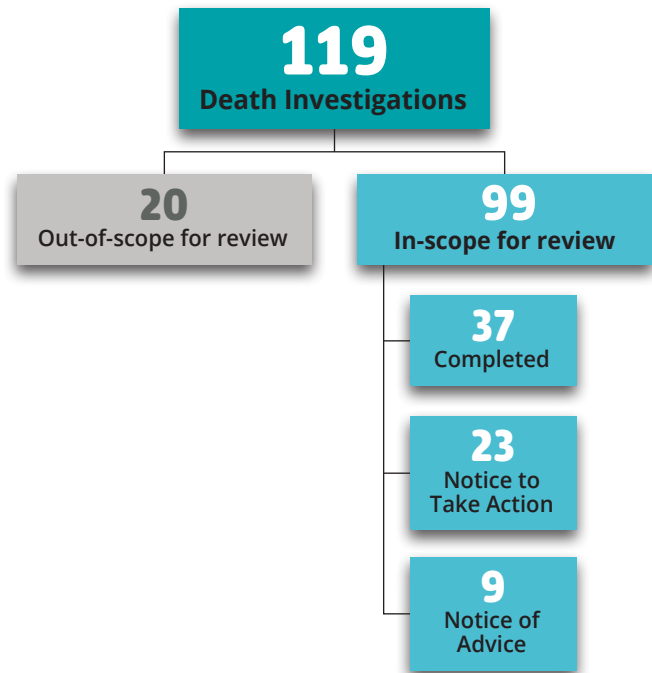 119
Death Investigations
20
Out-of-scope for review
99
In-scope for review
37
Completed
23
Notice to
Take Action
9
Notice of
Advice